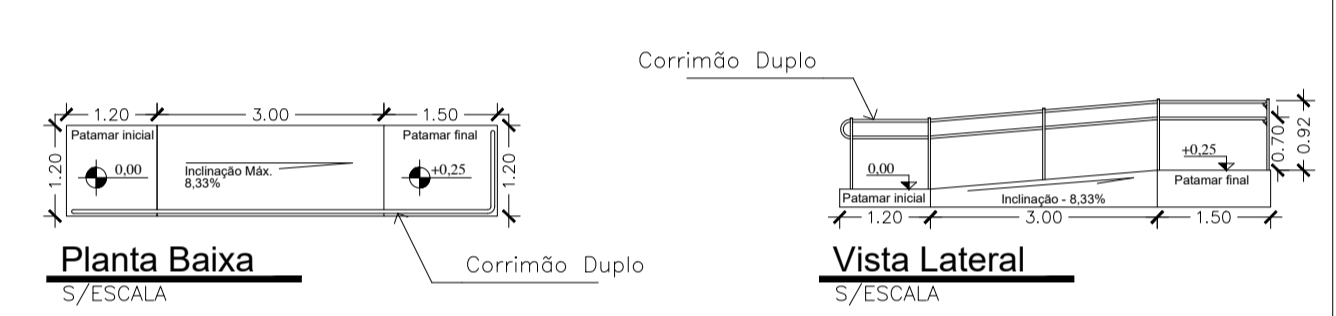 1.20
3.00
1.50
Patamar inicial
Patamar final
1.20
0,00
Inclinação Máx.
8,33%
+0,25
1.20
Planta Baixa
S/ESCALA
Corrimão Duplo
Corrimão Duplo
0,00
+0,25
0.70
0.92
Patamar inicial
Inclinação - 8,33%
Patamar final
1.20
3.00
1.50
Vista Lateral
S/ESCALA